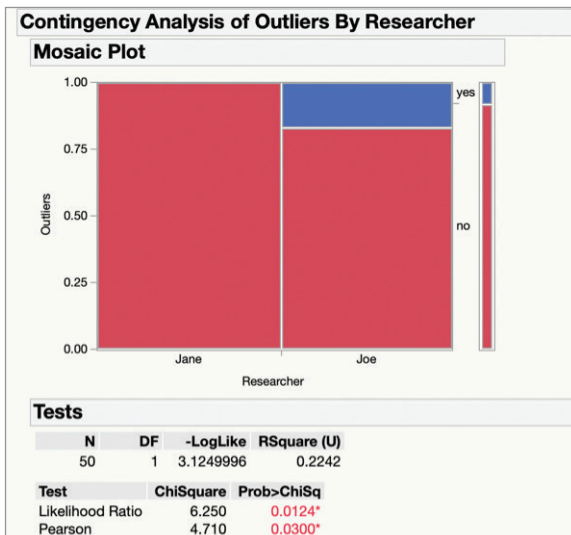 Contingency Analysis of Outliers By Researcher
Mosaic Plot
1.00
0.75
0.50
0.25
0.00
Outliers
yes
no
Jane Joe
Researcher
Tests
N DF -LogLike RSquare (U)
50 1 3.1249996 0.2242
Test ChiSquare Prob>ChiSq
Likelihood Ratio 6.250 0.0124*
Pearson 4.710 0.0300*